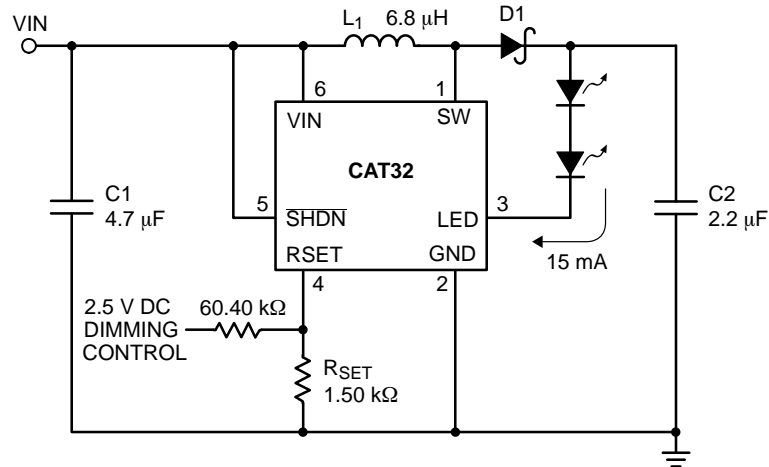 VIN
L1 6.8 μH
D1
6
1
VIN
SW
CAT32
C1
4.7 μF
5
SHDN
LED
3
C2
2.2 μF
RSET
GND
15 mA
4
2
2.5 V DC
DIMMING
CONTROL
60.40 kΩ
RSET
1.50 kΩ